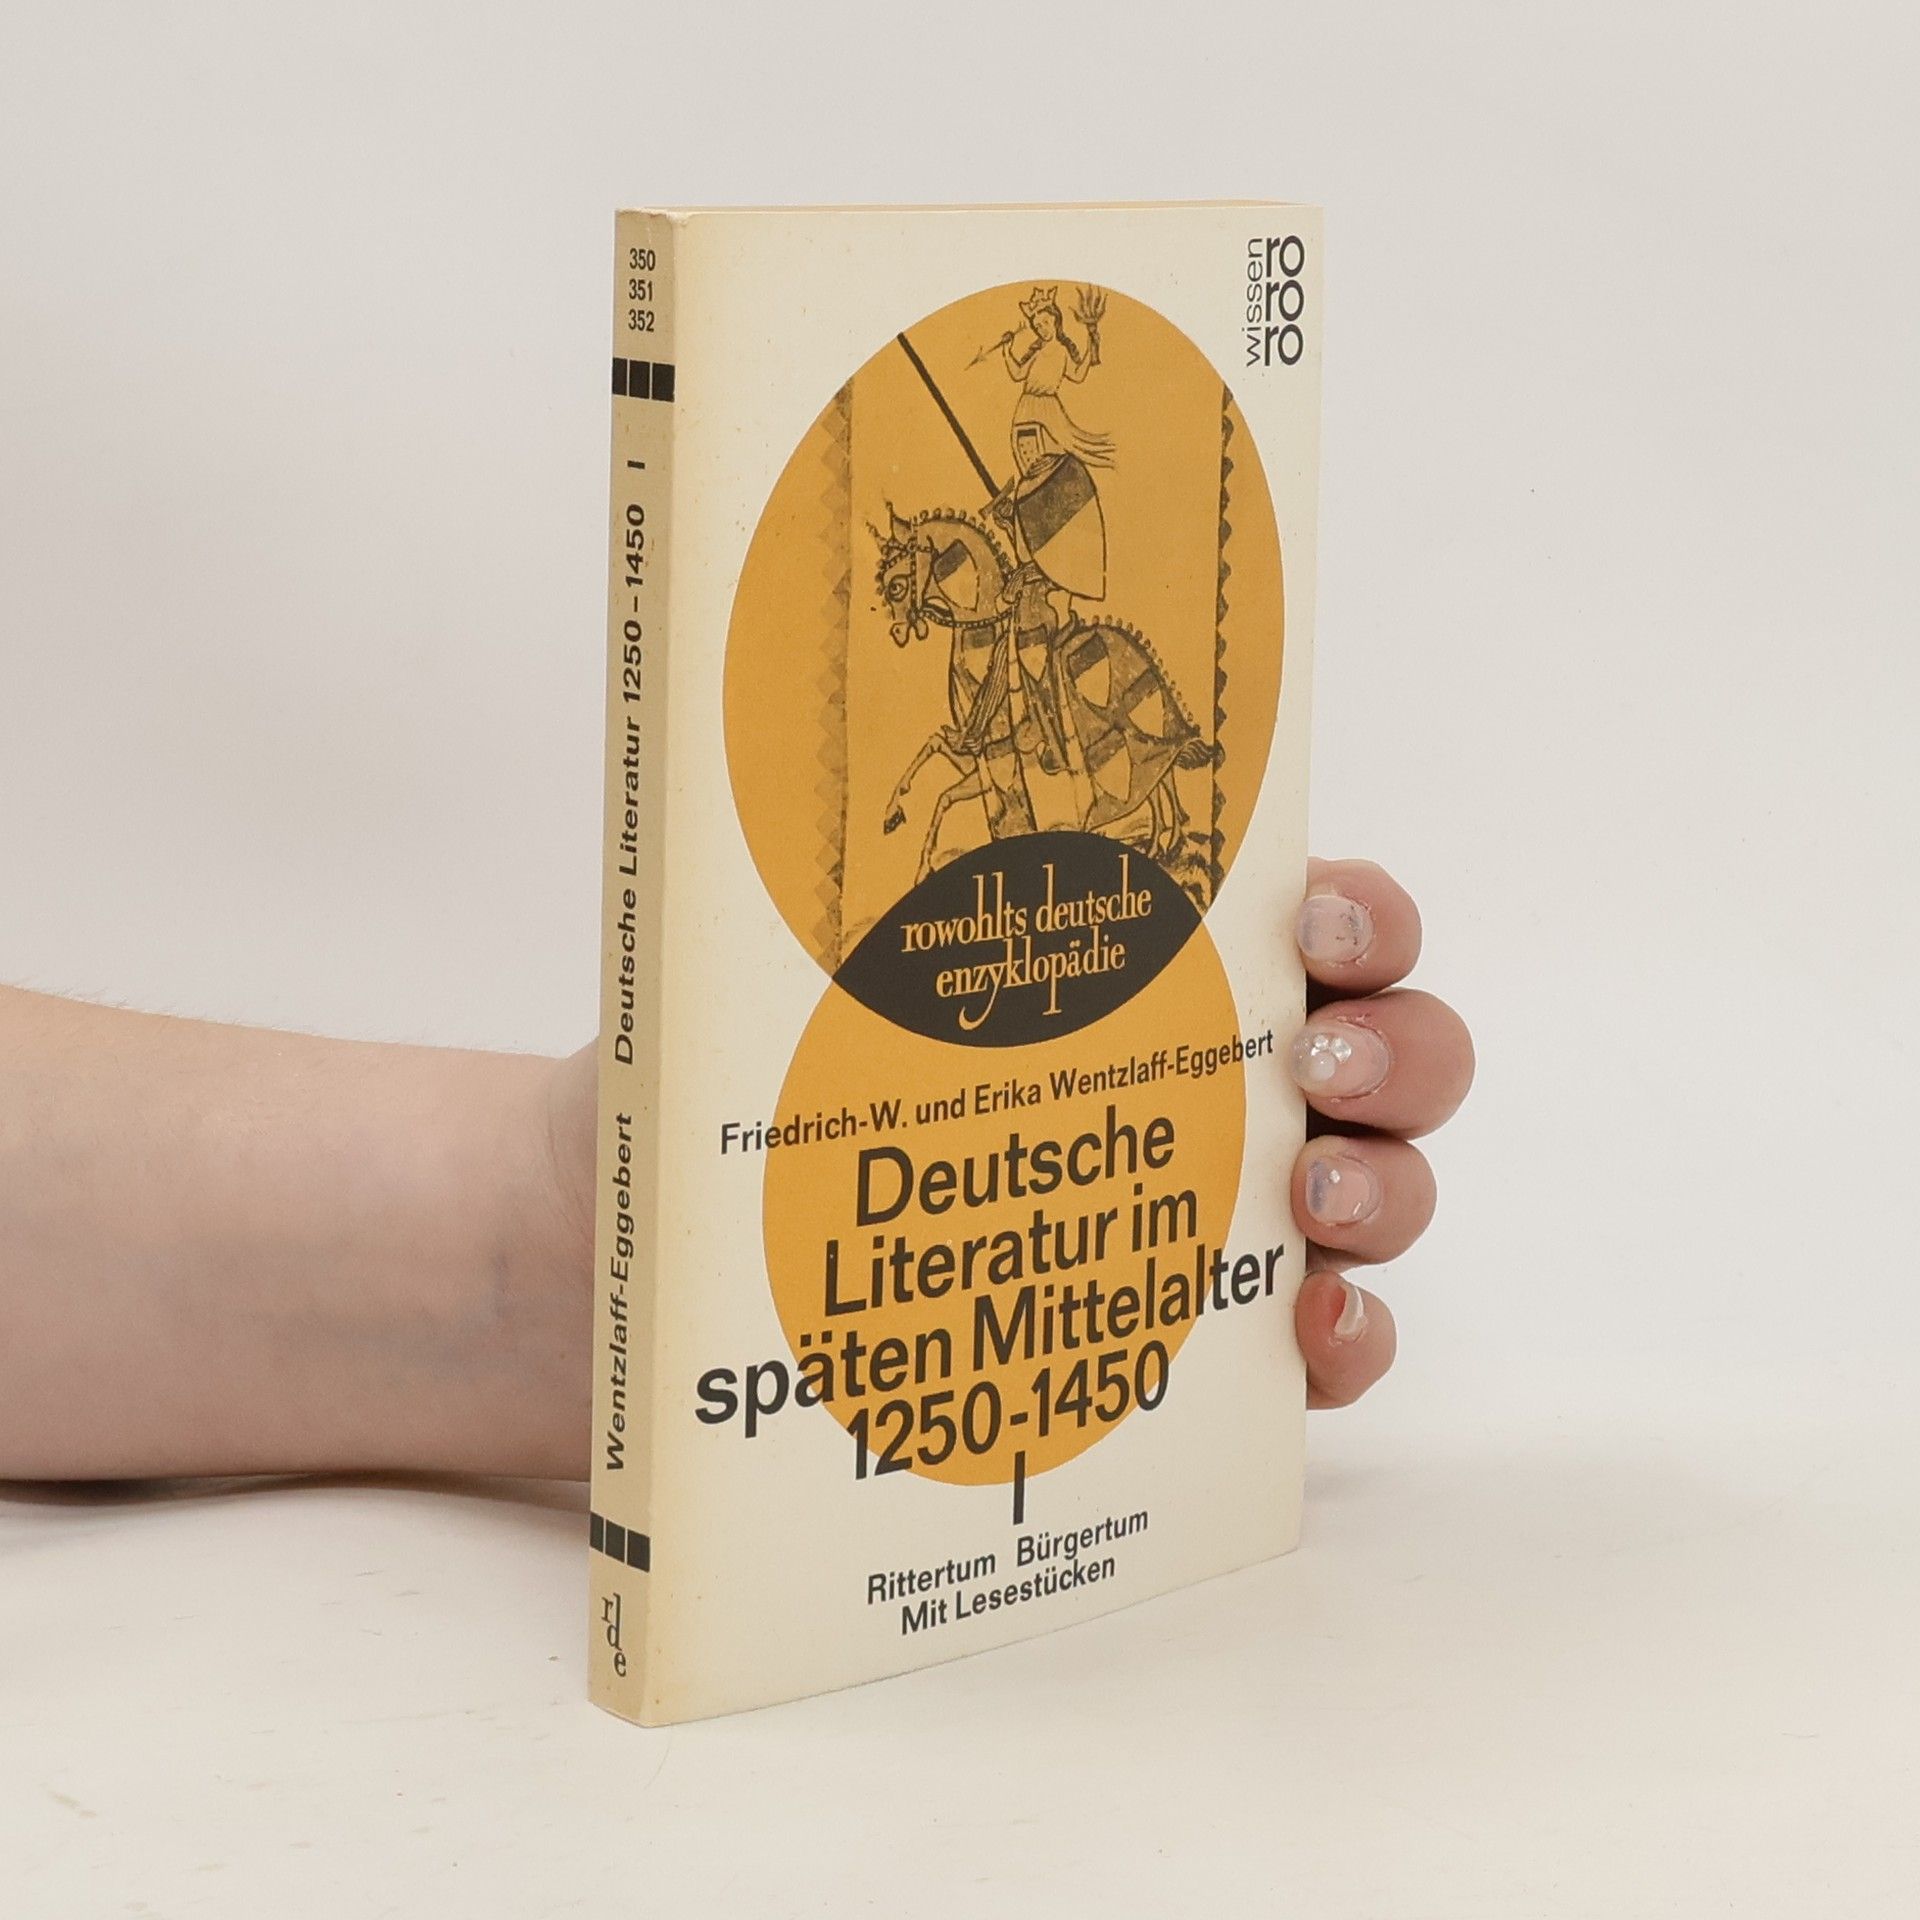 350
351
352
Wentzlaff-Eggebert Deutsche Literatur 1250-1450 I
rde
wissen
ro
ro
ro
rowohlts deutsche
enzyklopädie
Friedrich-W. und Erika Wentzlaff-Eggebert
Deutsche
Literatur im
späten Mittelalter
1250-1450
I
Rittertum Bürgertum
Mit Lesestücken